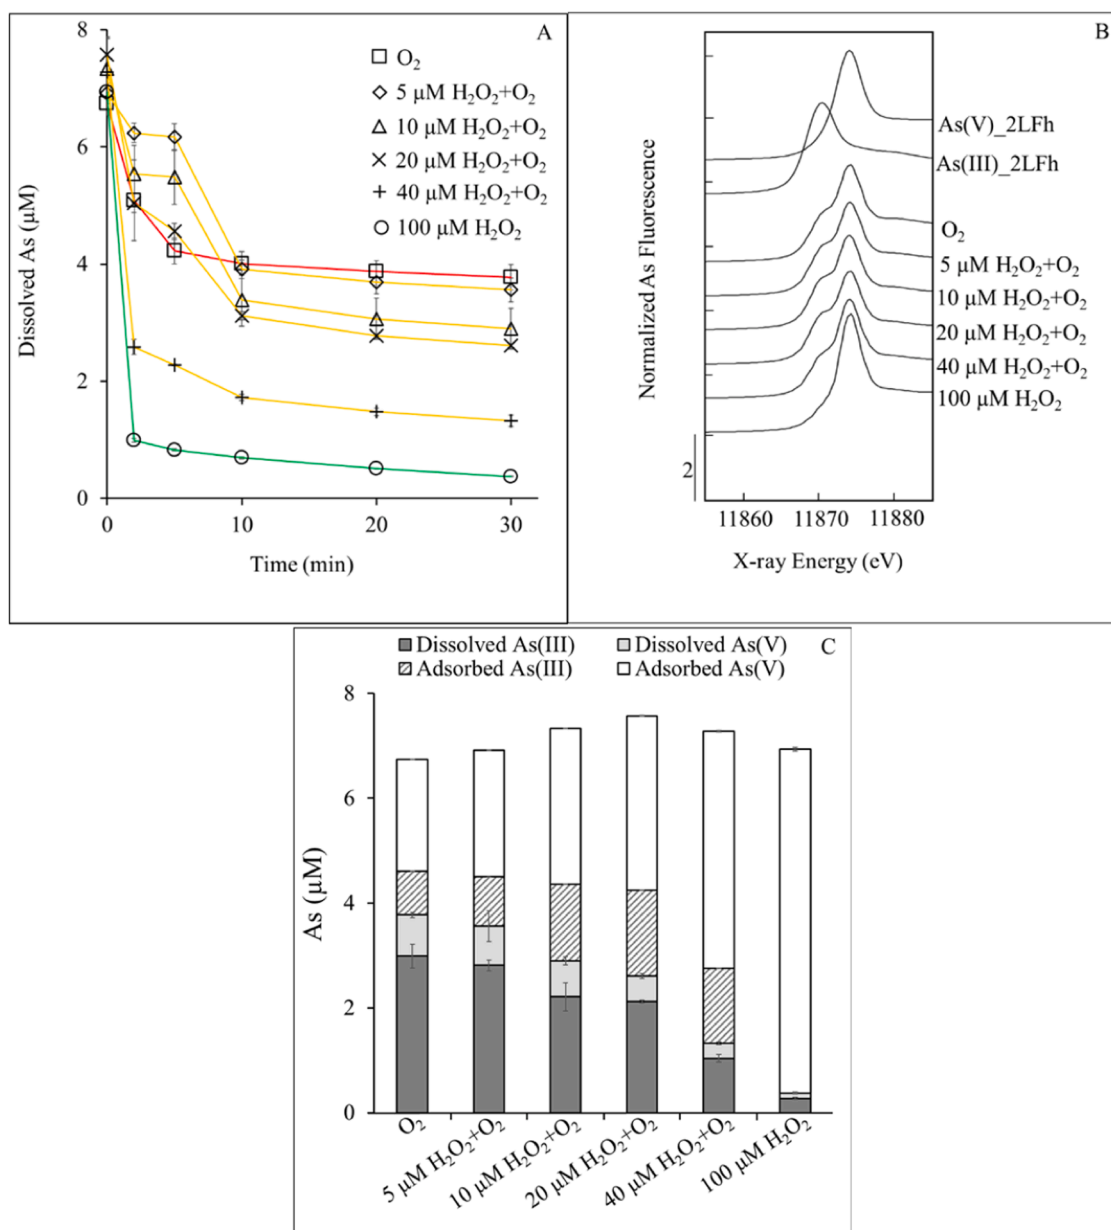 A
8
6
4
2
0
0
10
20
30
Dissolved As (μM)
Time (min)
O₂
5 μM H₂O₂+O₂
10 μM H₂O₂+O₂
20 μM H₂O₂+O₂
40 μM H₂O₂+O₂
100 μM H₂O₂
B
Normalized As Fluorescence
As(V)_2LFh
As(III)_2LFh
O₂
5 μM H₂O₂+O₂
10 μM H₂O₂+O₂
20 μM H₂O₂+O₂
40 μM H₂O₂+O₂
100 μM H₂O₂
2
11860
11870
11880
X-ray Energy (eV)
Dissolved As(III)
Dissolved As(V)
C
Adsorbed As(III)
Adsorbed As(V)
8
6
4
2
0
As (μM)
O₂
5 μM H₂O₂+O₂
10 μM H₂O₂+O₂
20 μM H₂O₂+O₂
40 μM H₂O₂+O₂
100 μM H₂O₂